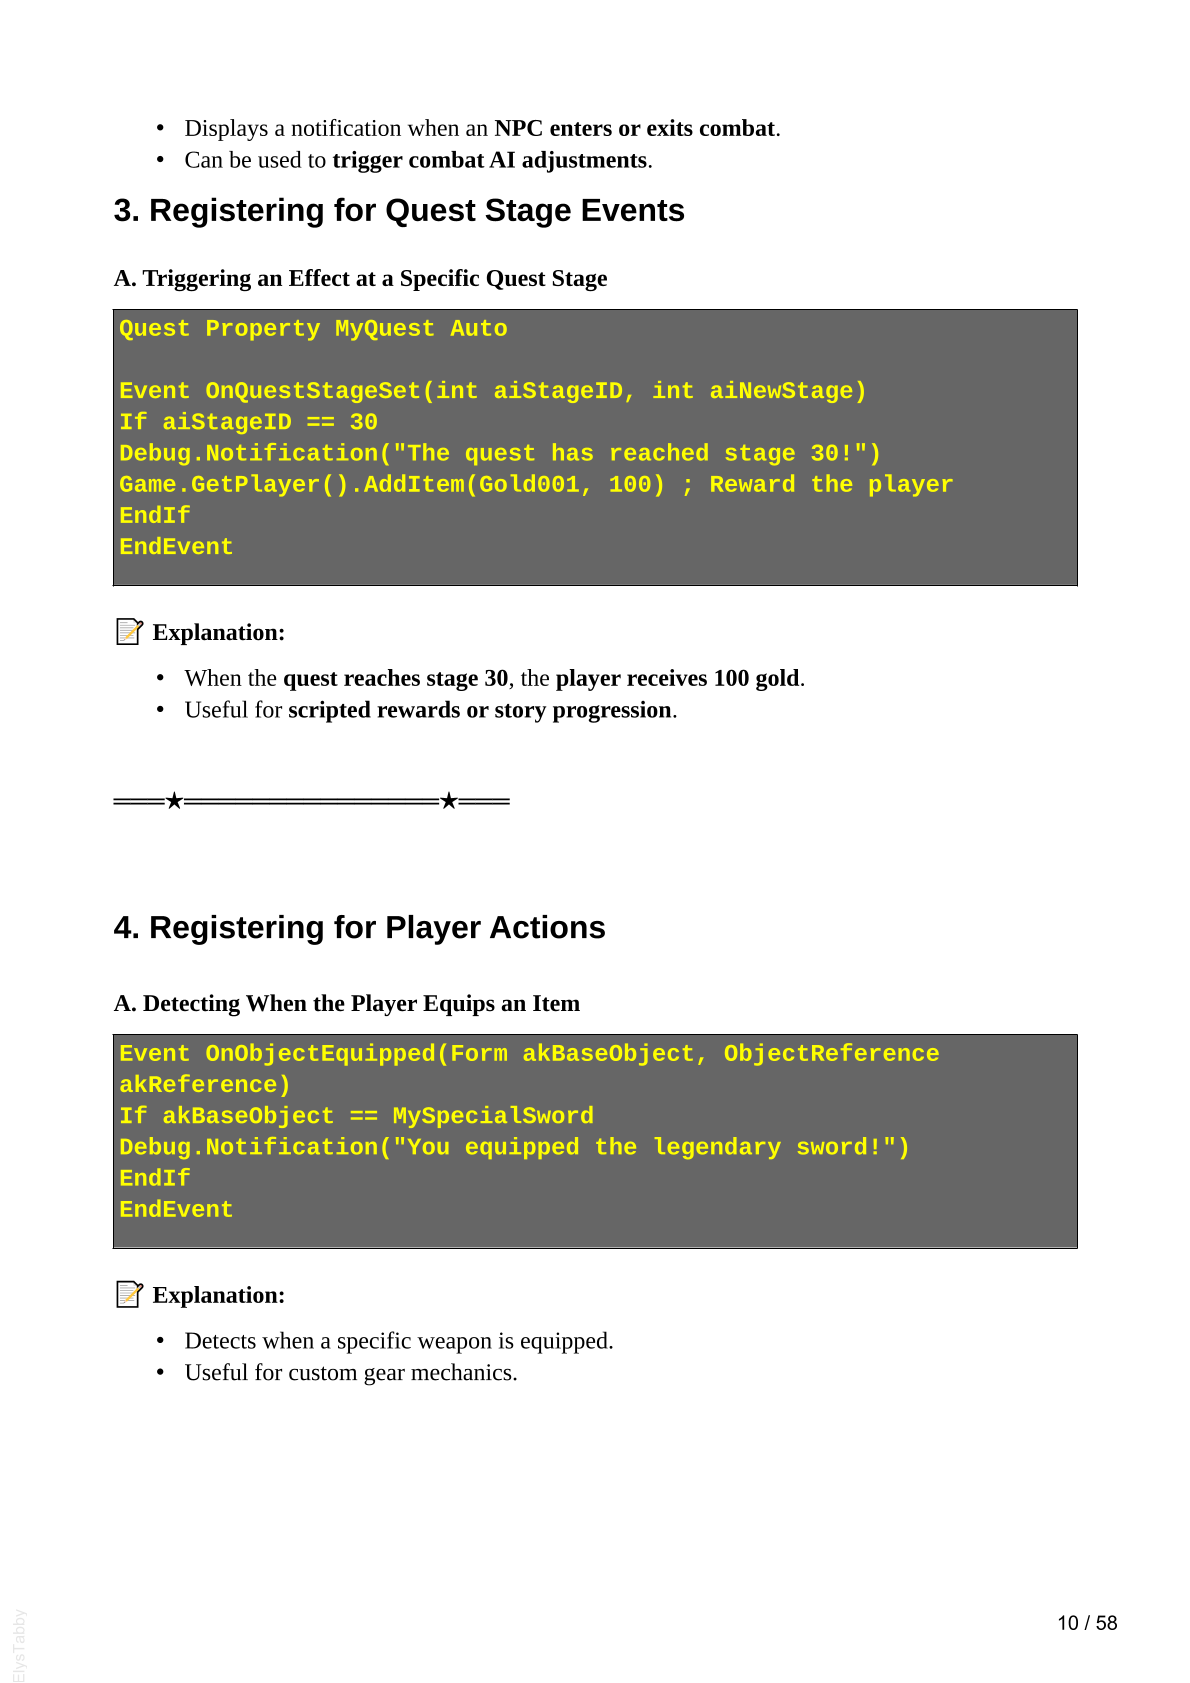 • Displays a notification when an NPC enters or exits combat.
• Can be used to trigger combat AI adjustments.
3. Registering for Quest Stage Events
A. Triggering an Effect at a Specific Quest Stage
Quest Property MyQuest Auto
Event OnQuestStageSet(int aiStageID, int aiNewStage)
If aiStageID == 30
Debug.Notification("The quest has reached stage 30!")
Game.GetPlayer().AddItem(Gold001, 100) ; Reward the player
EndIf
EndEvent
📝 Explanation:
• When the quest reaches stage 30, the player receives 100 gold.
• Useful for scripted rewards or story progression.
════★════════════════════★════
4. Registering for Player Actions
A. Detecting When the Player Equips an Item
Event OnObjectEquipped(Form akBaseObject, ObjectReference
akReference)
If akBaseObject == MySpecialSword
Debug.Notification("You equipped the legendary sword!")
EndIf
EndEvent
📝 Explanation:
• Detects when a specific weapon is equipped.
• Useful for custom gear mechanics.
10 / 58
ElysTabby